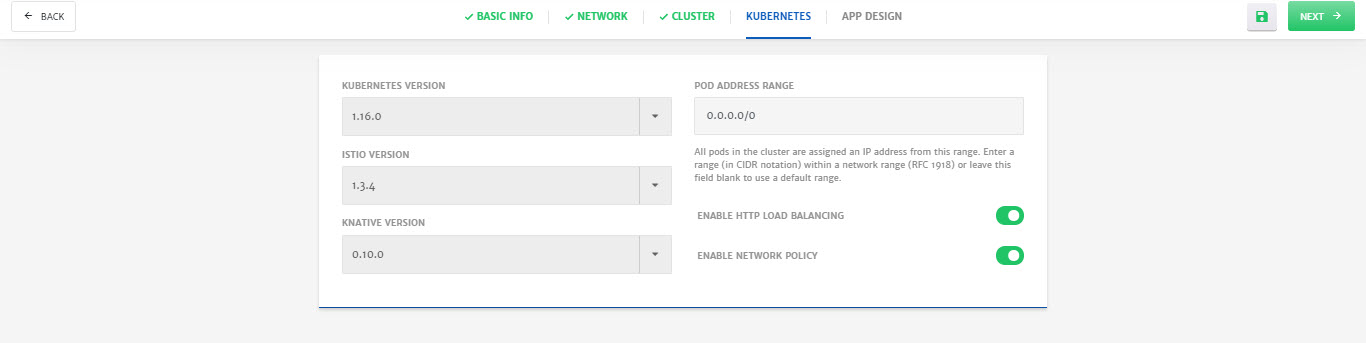 BACK
BASIC INFO
NETWORK
CLUSTER
KUBERNETES
APP DESIGN
NEXT
KUBERNETES VERSION
1.16.0
ISTIO VERSION
1.3.4
KNATIVE VERSION
0.10.0
POD ADDRESS RANGE
0.0.0.0/0
All pods in the cluster are assigned an IP address from this range. Enter a
range (in CIDR notation) within a network range (RFC 1918) or leave this
field blank to use a default range.
ENABLE HTTP LOAD BALANCING
ENABLE NETWORK POLICY